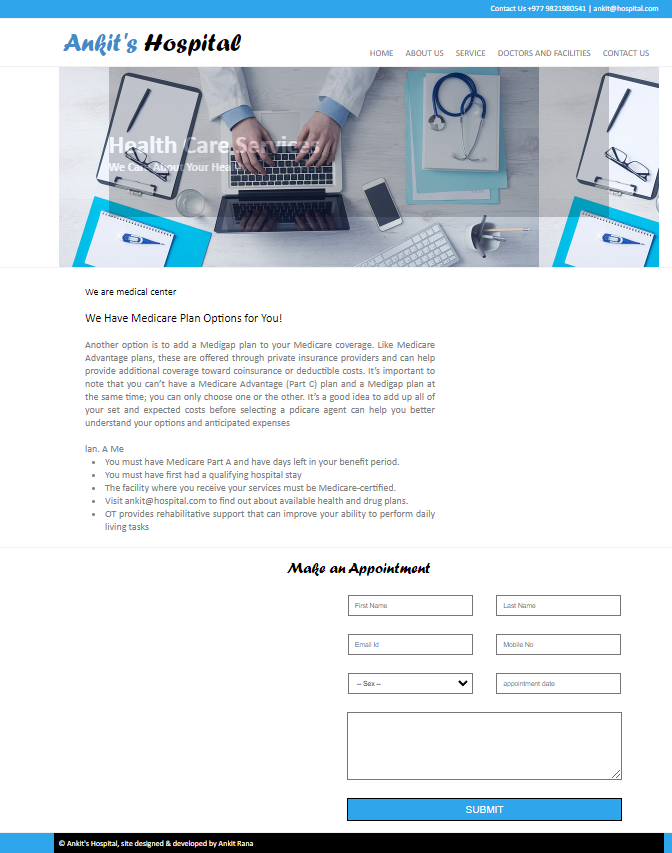 Contact Us +977 9821980541 | ankit@hospital.com
Ankit's Hospital
HOME ABOUT US SERVICE DOCTORS AND FACILITIES CONTACT US
Health Care Services
We Care About Your Health
We are medical center
We Have Medicare Plan Options for You!
Another option is to add a Medigap plan to your Medicare coverage. Like Medicare
Advantage plans, these are offered through private insurance providers and can help
provide additional coverage toward coinsurance or deductible costs. It's important to
note that you can't have a Medicare Advantage (Part C) plan and a Medigap plan at
the same time; you can only choose one or the other. It's a good idea to add up all of
your set and expected costs before selecting a pdicare agent can help you better
understand your options and anticipated expenses
lan. A Me
• You must have Medicare Part A and have days left in your benefit period.
• You must have first had a qualifying hospital stay
• The facility where you receive your services must be Medicare-certified.
• Visit ankit@hospital.com to find out about available health and drug plans.
• OT provides rehabilitative support that can improve your ability to perform daily
living tasks
Make an Appointment
First Name Last Name
Email Id Mobile No
-- Sex -- appointment date
SUBMIT
© Ankit's Hospital, site designed & developed by Ankit Rana